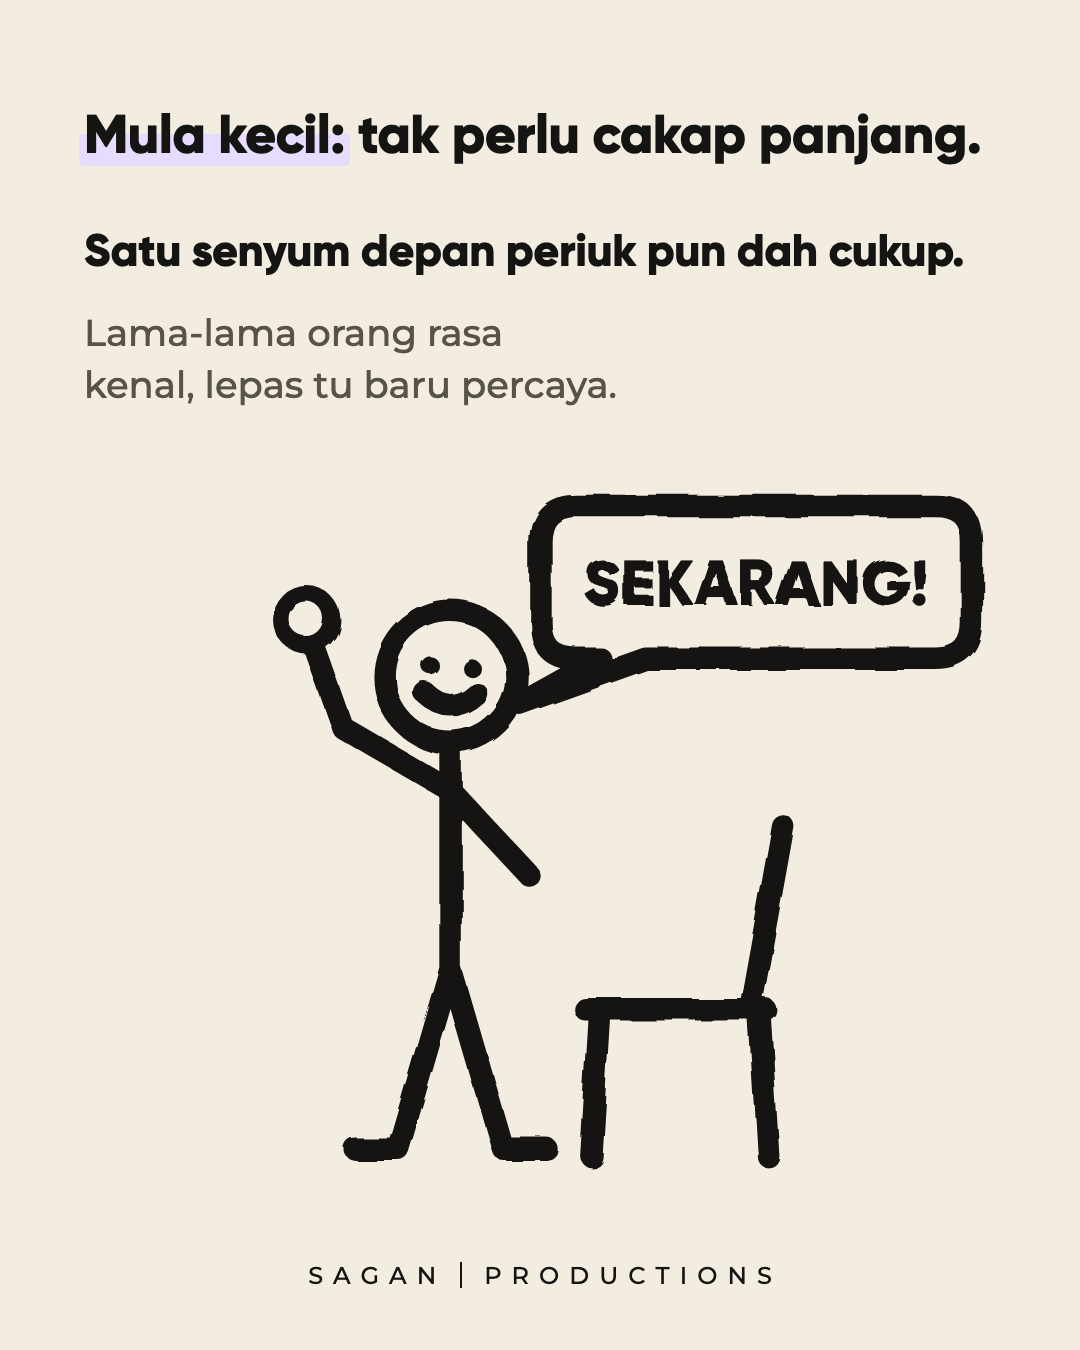 Mula kecil: tak perlu cakap panjang.
Satu senyum depan periuk pun dah cukup.
Lama-lama orang rasa
kenal, lepas tu baru percaya.
SEKARANG!
SAGAN | PRODUCTIONS